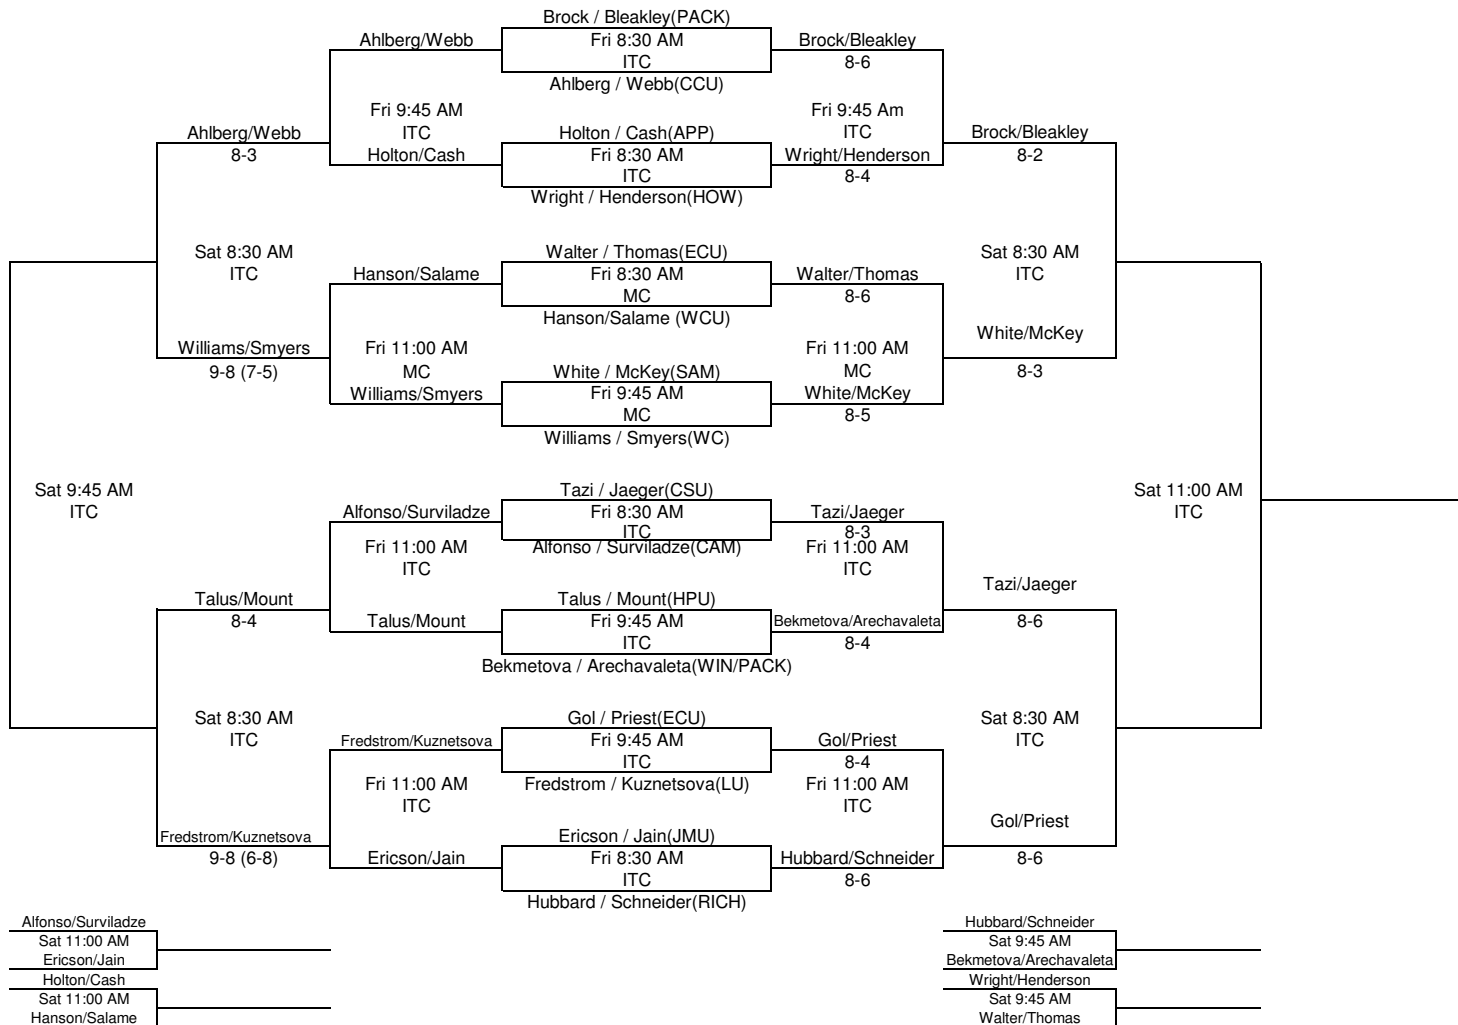 Brock / Bleakley(PACK)
Ahlberg/Webb
Fri 8:30 AM
Brock/Bleakley
ITC
8-6
Ahlberg / Webb(CCU)
Fri 9:45 AM
Fri 9:45 Am
Ahlberg/Webb
ITC
Holton / Cash(APP)
ITC
Brock/Bleakley
8-3
Holton/Cash
Fri 8:30 AM
Wright/Henderson
8-2
ITC
8-4
Wright / Henderson(HOW)
Sat 8:30 AM
Walter / Thomas(ECU)
Sat 8:30 AM
ITC
Hanson/Salame
Fri 8:30 AM
Walter/Thomas
ITC
MC
8-6
Hanson/Salame (WCU)
White/McKey
Williams/Smyers
Fri 11:00 AM
Fri 11:00 AM
9-8 (7-5)
MC
White / McKey(SAM)
MC
8-3
Williams/Smyers
Fri 9:45 AM
White/McKey
MC
8-5
Williams / Smyers(WC)
Sat 9:45 AM
Tazi / Jaeger(CSU)
Sat 11:00 AM
ITC
Alfonso/Surviladze
Fri 8:30 AM
Tazi/Jaeger
ITC
ITC
8-3
Fri 11:00 AM
Alfonso / Surviladze(CAM)
Fri 11:00 AM
ITC
ITC
Tazi/Jaeger
Talus/Mount
Talus / Mount(HPU)
8-4
Talus/Mount
Fri 9:45 AM
Bekmetova/Arechavaleta
8-6
ITC
8-4
Bekmetova / Arechavaleta(WIN/PACK)
Sat 8:30 AM
Gol / Priest(ECU)
Sat 8:30 AM
ITC
Fredstrom/Kuznetsova
Fri 9:45 AM
Gol/Priest
ITC
ITC
8-4
Fri 11:00 AM
Fredstrom / Kuznetsova(LU)
Fri 11:00 AM
ITC
ITC
Gol/Priest
Fredstrom/Kuznetsova
Ericson / Jain(JMU)
9-8 (6-8)
Ericson/Jain
Fri 8:30 AM
Hubbard/Schneider
8-6
ITC
8-6
Hubbard / Schneider(RICH)
Alfonso/Surviladze
Hubbard/Schneider
Sat 11:00 AM
Sat 9:45 AM
Ericson/Jain
Bekmetova/Arechavaleta
Holton/Cash
Wright/Henderson
Sat 11:00 AM
Sat 9:45 AM
Hanson/Salame
Walter/Thomas